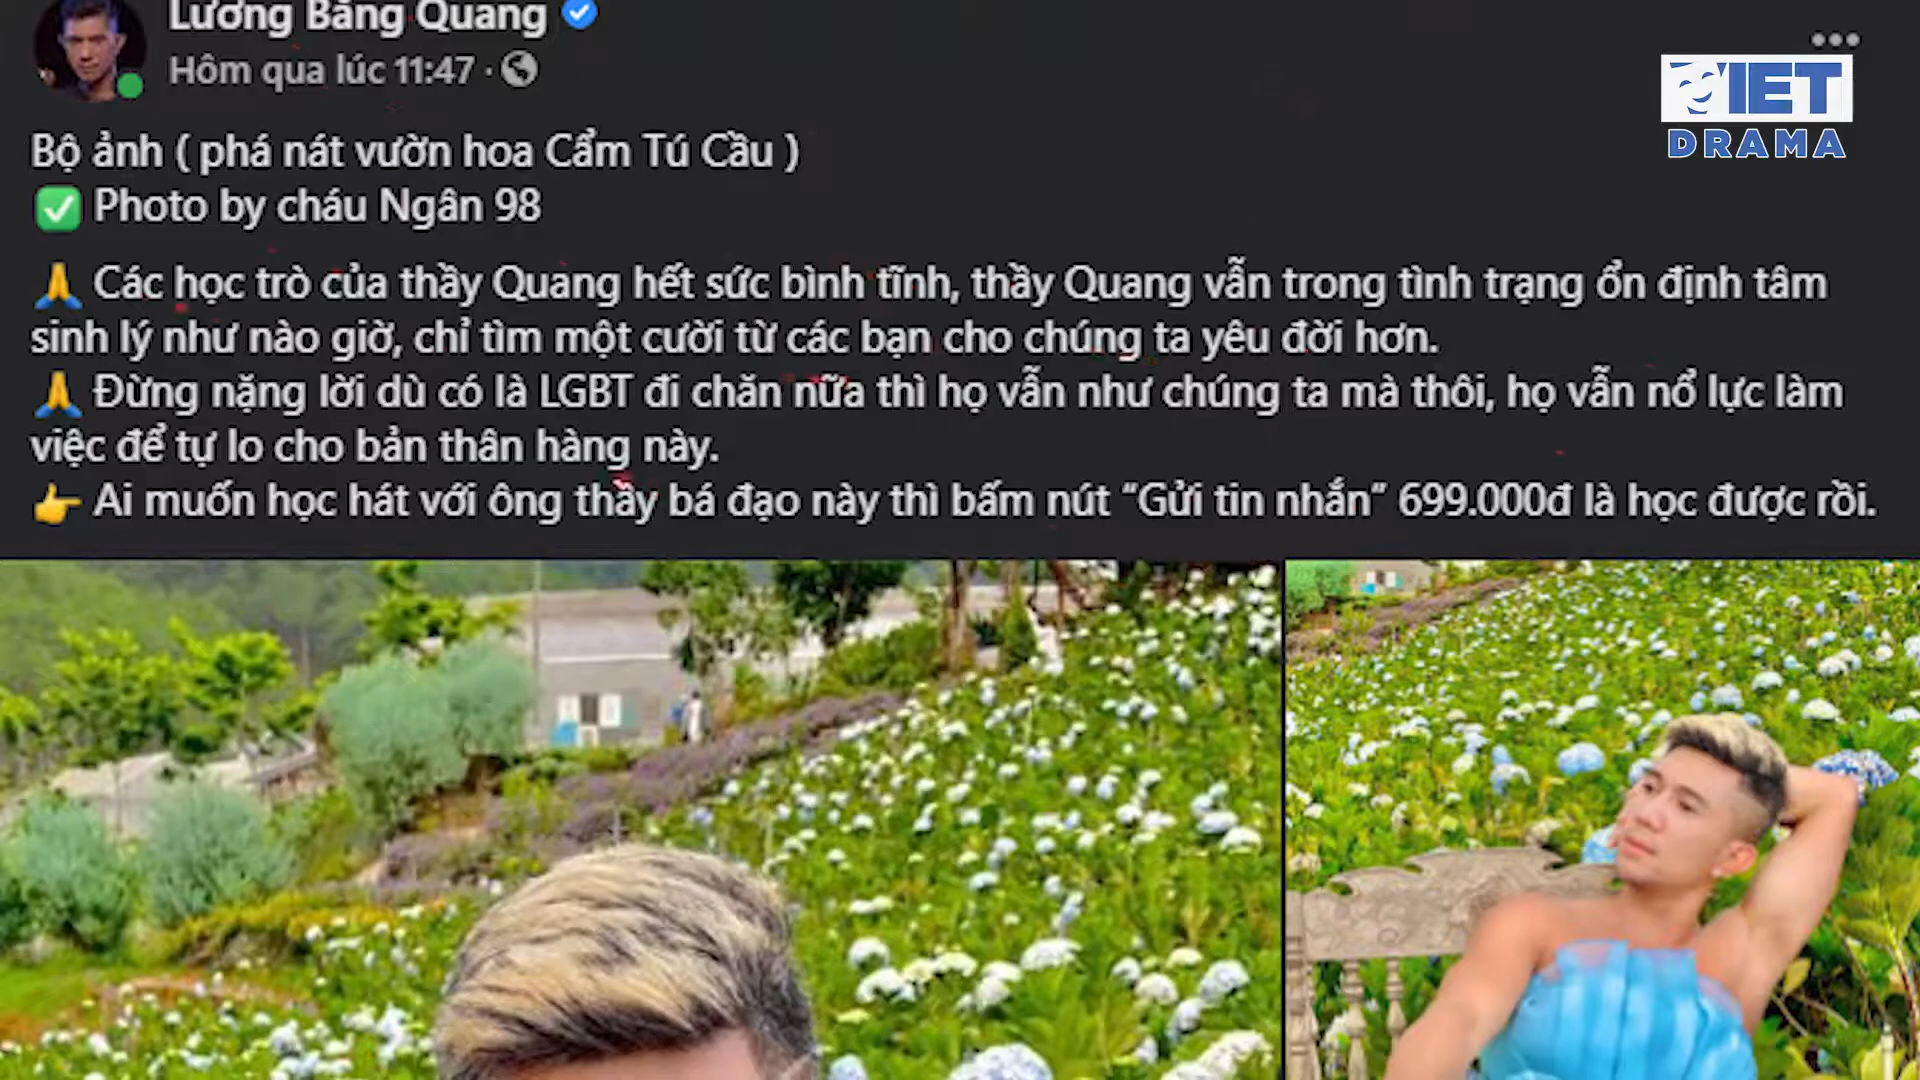 Lương Bằng Quang
Hôm qua lúc 11:47 ·
VIET
DRAMA
Bộ ảnh ( phá nát vườn hoa Cẩm Tú Cầu )
✅ Photo by cháu Ngân 98
🙏 Các học trò của thầy Quang hết sức bình tĩnh, thầy Quang vẫn trong tình trạng ổn định tâm
sinh lý như nào giờ, chỉ tìm một cười từ các bạn cho chúng ta yêu đời hơn.
🙏 Đừng nặng lời dù có là LGBT đi chăn nữa thì họ vẫn như chúng ta mà thôi, họ vẫn nổ lực làm
việc để tự lo cho bản thân hàng này.
👉 Ai muốn học hát với ông thầy bá đạo này thì bấm nút “Gửi tin nhắn” 699.000đ là học được rồi.